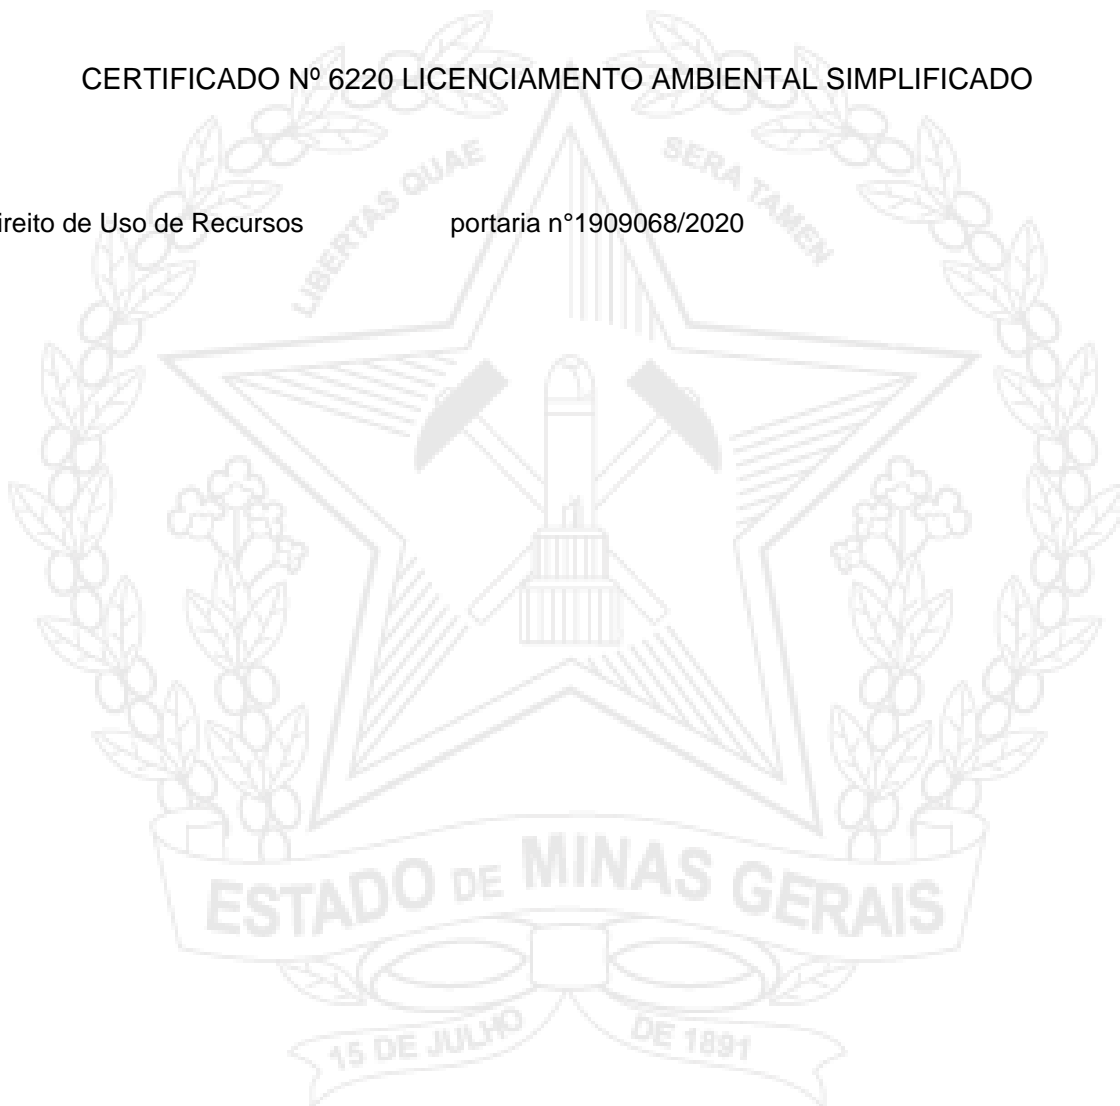 CERTIFICADO Nº 6220 LICENCIAMENTO AMBIENTAL SIMPLIFICADO
LIBERTAS QUAE SERA TAMEN
ireito de Uso de Recursos portaria n°1909068/2020
ESTADO DE MINAS GERAIS
15 DE JULHO DE 1891